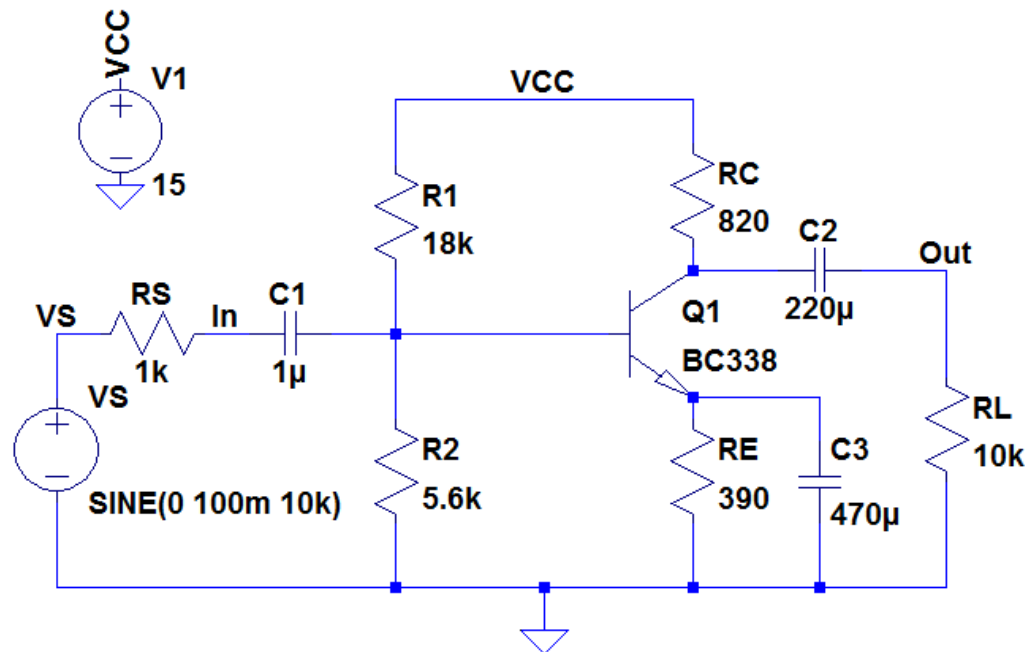 VCC
V1
15
VCC
R1
18k
RC
820
C2
220µ
Out
VS
RS
1k
In
C1
1µ
Q1
BC338
VS
SINE(0 100m 10k)
R2
5.6k
RE
390
C3
470µ
RL
10k